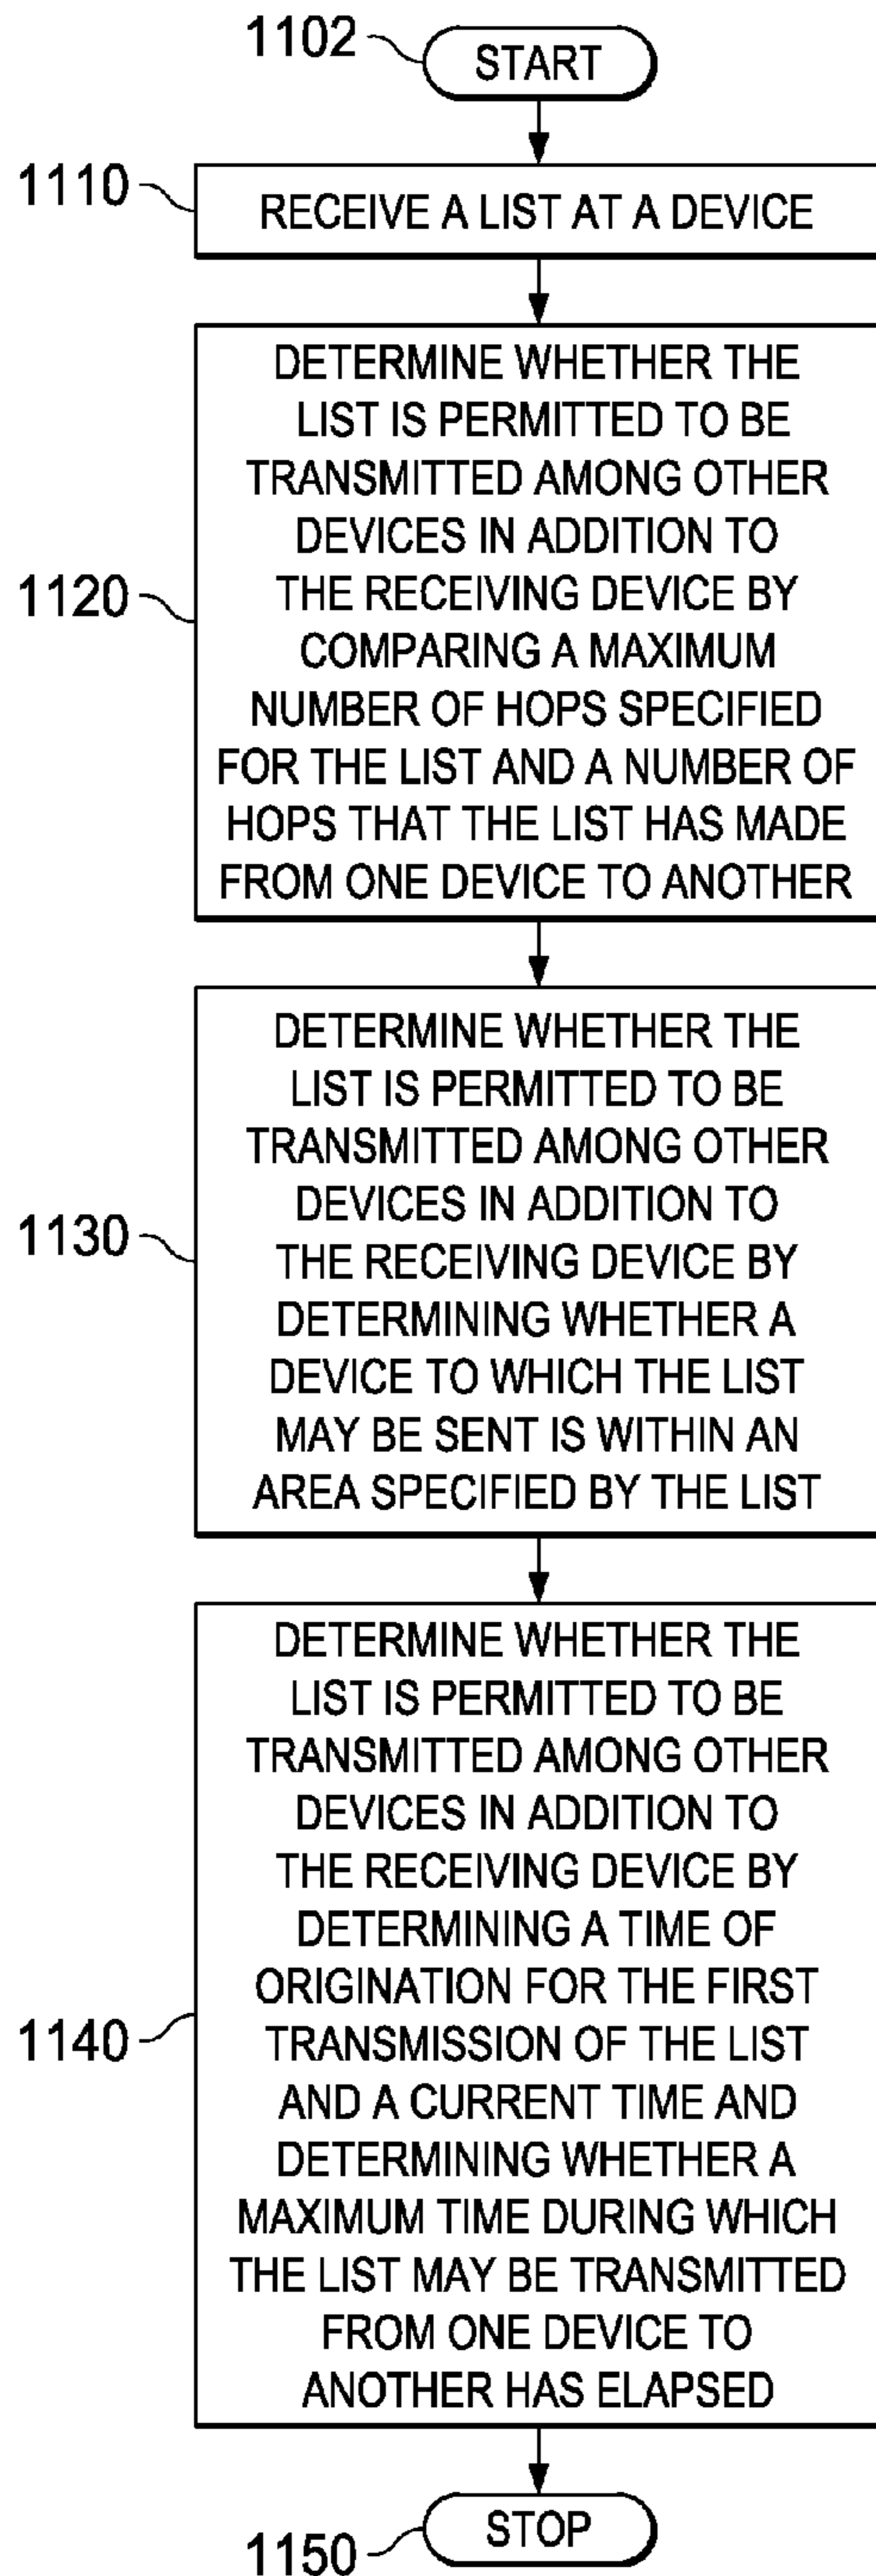 1102
START
1110
RECEIVE A LIST AT A DEVICE
1120
DETERMINE WHETHER THE
LIST IS PERMITTED TO BE
TRANSMITTED AMONG OTHER
DEVICES IN ADDITION TO
THE RECEIVING DEVICE BY
COMPARING A MAXIMUM
NUMBER OF HOPS SPECIFIED
FOR THE LIST AND A NUMBER OF
HOPS THAT THE LIST HAS MADE
FROM ONE DEVICE TO ANOTHER
1130
DETERMINE WHETHER THE
LIST IS PERMITTED TO BE
TRANSMITTED AMONG OTHER
DEVICES IN ADDITION TO
THE RECEIVING DEVICE BY
DETERMINING WHETHER A
DEVICE TO WHICH THE LIST
MAY BE SENT IS WITHIN AN
AREA SPECIFIED BY THE LIST
1140
DETERMINE WHETHER THE
LIST IS PERMITTED TO BE
TRANSMITTED AMONG OTHER
DEVICES IN ADDITION TO
THE RECEIVING DEVICE BY
DETERMINING A TIME OF
ORIGINATION FOR THE FIRST
TRANSMISSION OF THE LIST
AND A CURRENT TIME AND
DETERMINING WHETHER A
MAXIMUM TIME DURING WHICH
THE LIST MAY BE TRANSMITTED
FROM ONE DEVICE TO
ANOTHER HAS ELAPSED
1150
STOP